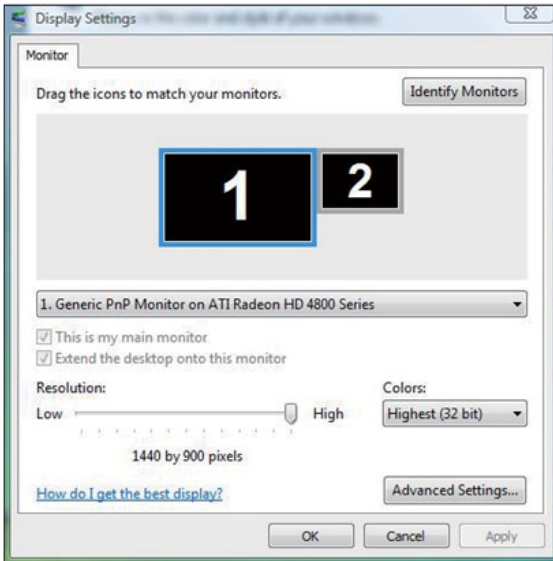 Display Settings
Monitor
Drag the icons to match your monitors.
Identify Monitors
1
2
1. Generic PnP Monitor on ATI Radeon HD 4800 Series
This is my main monitor
Extend the desktop onto this monitor
Resolution:
Colors:
Low
High
Highest (32 bit)
1440 by 900 pixels
How do I get the best display?
Advanced Settings...
OK
Cancel
Apply